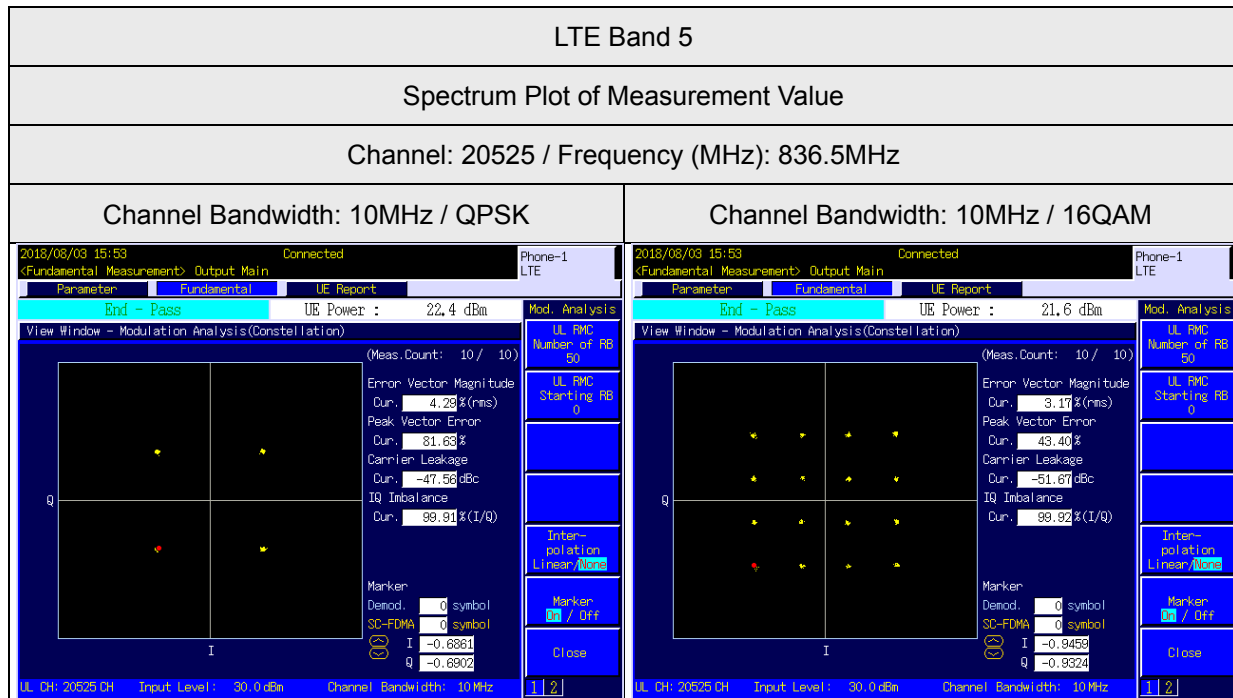 LTE Band 5
Spectrum Plot of Measurement Value
Channel: 20525 / Frequency (MHz): 836.5MHz
Channel Bandwidth: 10MHz / QPSK
Channel Bandwidth: 10MHz / 16QAM
2018/08/03 15:53 Connected
Phone-1
<Fundamental Measurement> Output Main
LTE
Parameter Fundamental UE Report
End - Pass UE Power : 22.4 dBm Mod. Analysis
View Window - Modulation Analysis(Constellation)
UL RMC
Number of RB
50
(Meas.Count: 10/ 10)
Error Vector Magnitude
Cur. 4.29 %(rms)
Peak Vector Error
Cur. 81.63 %
Carrier Leakage
Cur. -47.56 dBc
IQ Imbalance
Cur. 99.91 %(I/Q)
UL RMC
Starting RB
0
Q
I
Inter-
polation
Linear/None
Marker
Demod. 0 symbol
SC-FDMA 0 symbol
I -0.6861
Q -0.6902
Marker
On / Off
Close
UL CH: 20525 CH Input Level: 30.0 dBm Channel Bandwidth: 10 MHz 1 2
2018/08/03 15:53 Connected
Phone-1
<Fundamental Measurement> Output Main
LTE
Parameter Fundamental UE Report
End - Pass UE Power : 21.6 dBm Mod. Analysis
View Window - Modulation Analysis(Constellation)
UL RMC
Number of RB
50
(Meas.Count: 10/ 10)
Error Vector Magnitude
Cur. 3.17 %(rms)
Peak Vector Error
Cur. 43.40 %
Carrier Leakage
Cur. -51.67 dBc
IQ Imbalance
Cur. 99.92 %(I/Q)
UL RMC
Starting RB
0
Q
I
Inter-
polation
Linear/None
Marker
Demod. 0 symbol
SC-FDMA 0 symbol
I -0.9459
Q -0.9324
Marker
On / Off
Close
UL CH: 20525 CH Input Level: 30.0 dBm Channel Bandwidth: 10 MHz 1 2